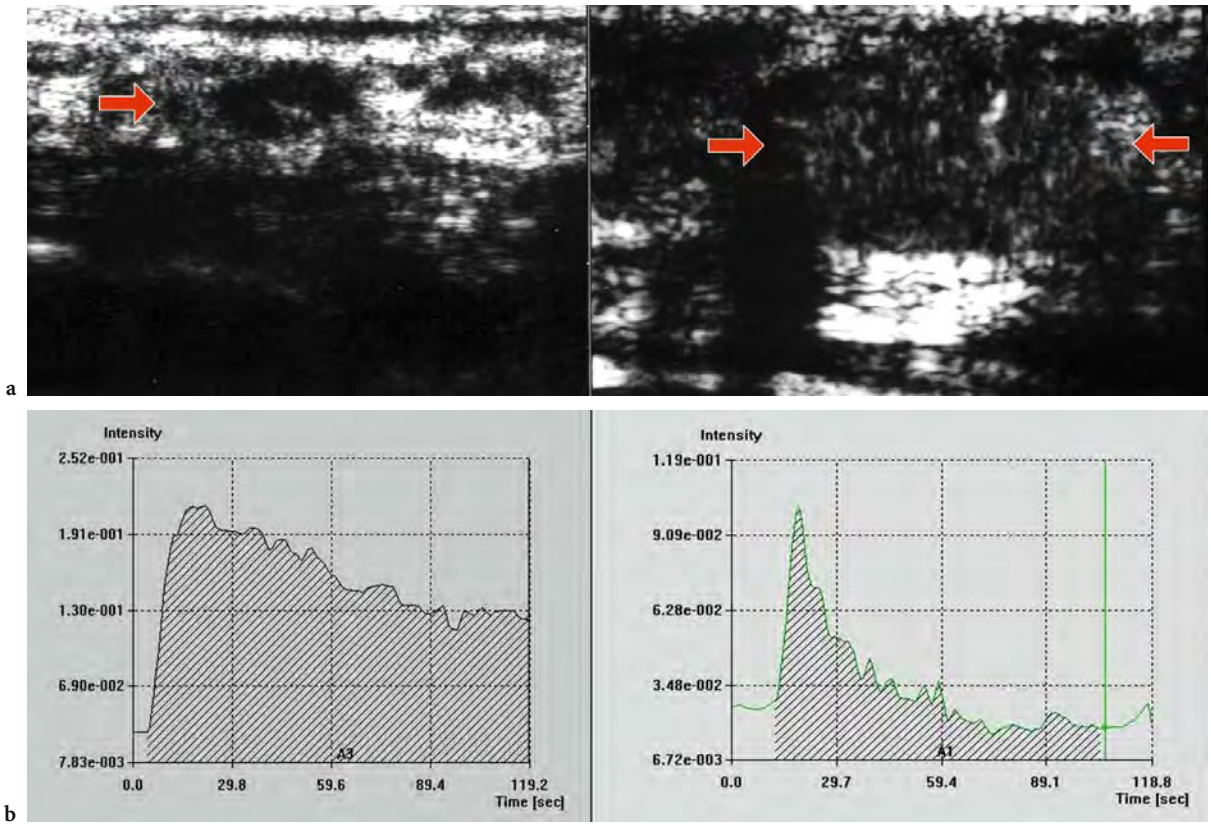 a
b
Intensity
2.52e-001
1.91e-001
1.30e-001
6.90e-002
7.83e-003
0.0 29.8 59.6 89.4 119.2
Time [sec]
A3
Intensity
1.19e-001
9.09e-002
6.28e-002
3.48e-002
6.72e-003
0.0 29.7 59.4 89.1 118.8
Time [sec]
A1